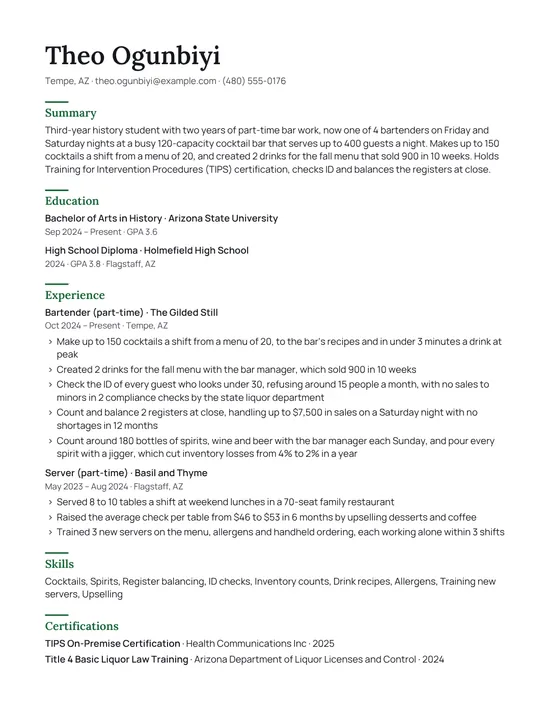 Theo Ogunbiyi
Tempe, AZ · theo.ogunbiyi@example.com · (480) 555-0176
Summary
Third-year history student with two years of part-time bar work, now one of 4 bartenders on Friday and
Saturday nights at a busy 120-capacity cocktail bar that serves up to 400 guests a night. Makes up to 150
cocktails a shift from a menu of 20, and created 2 drinks for the fall menu that sold 900 in 10 weeks. Holds
Training for Intervention Procedures (TIPS) certification, checks ID and balances the registers at close.
Education
Bachelor of Arts in History · Arizona State University
Sep 2024 – Present · GPA 3.6
High School Diploma · Holmefield High School
2024 · GPA 3.8 · Flagstaff, AZ
Experience
Bartender (part-time) · The Gilded Still
Oct 2024 – Present · Tempe, AZ
› Make up to 150 cocktails a shift from a menu of 20, to the bar's recipes and in under 3 minutes a drink at
peak
› Created 2 drinks for the fall menu with the bar manager, which sold 900 in 10 weeks
› Check the ID of every guest who looks under 30, refusing around 15 people a month, with no sales to
minors in 2 compliance checks by the state liquor department
› Count and balance 2 registers at close, handling up to $7,500 in sales on a Saturday night with no
shortages in 12 months
› Count around 180 bottles of spirits, wine and beer with the bar manager each Sunday, and pour every
spirit with a jigger, which cut inventory losses from 4% to 2% in a year
Server (part-time) · Basil and Thyme
May 2023 – Aug 2024 · Flagstaff, AZ
› Served 8 to 10 tables a shift at weekend lunches in a 70-seat family restaurant
› Raised the average check per table from $46 to $53 in 6 months by upselling desserts and coffee
› Trained 3 new servers on the menu, allergens and handheld ordering, each working alone within 3 shifts
Skills
Cocktails, Spirits, Register balancing, ID checks, Inventory counts, Drink recipes, Allergens, Training new
servers, Upselling
Certifications
TIPS On-Premise Certification · Health Communications Inc · 2025
Title 4 Basic Liquor Law Training · Arizona Department of Liquor Licenses and Control · 2024